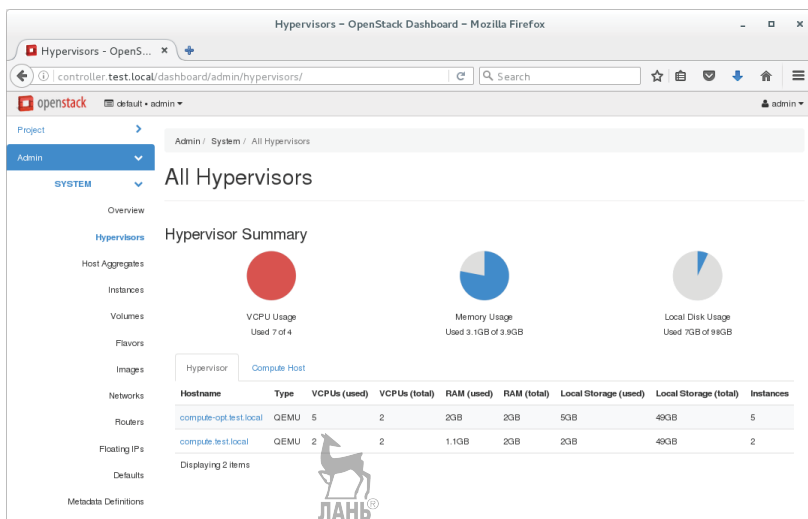 Hypervisors – OpenStack Dashboard – Mozilla Firefox
Hypervisors - OpenS...
controller.test.local/dashboard/admin/hypervisors/
Search
openstack
default • admin
admin
Project
Admin
SYSTEM
Overview
Hypervisors
Host Aggregates
Instances
Volumes
Flavors
Images
Networks
Routers
Floating IPs
Defaults
Metadata Definitions
Admin / System / All Hypervisors
All Hypervisors
Hypervisor Summary
VCPU Usage
Used 7 of 4
Memory Usage
Used 3.1GB of 3.9GB
Local Disk Usage
Used 7GB of 98GB
Hypervisor Compute Host
Hostname Type VCPUs (used) VCPUs (total) RAM (used) RAM (total) Local Storage (used) Local Storage (total) Instances
compute-opt.test.local QEMU 5 2 2GB 2GB 5GB 49GB 5
compute.test.local QEMU 2 2 1.1GB 2GB 2GB 49GB 2
Displaying 2 items
ЛАНЬ®